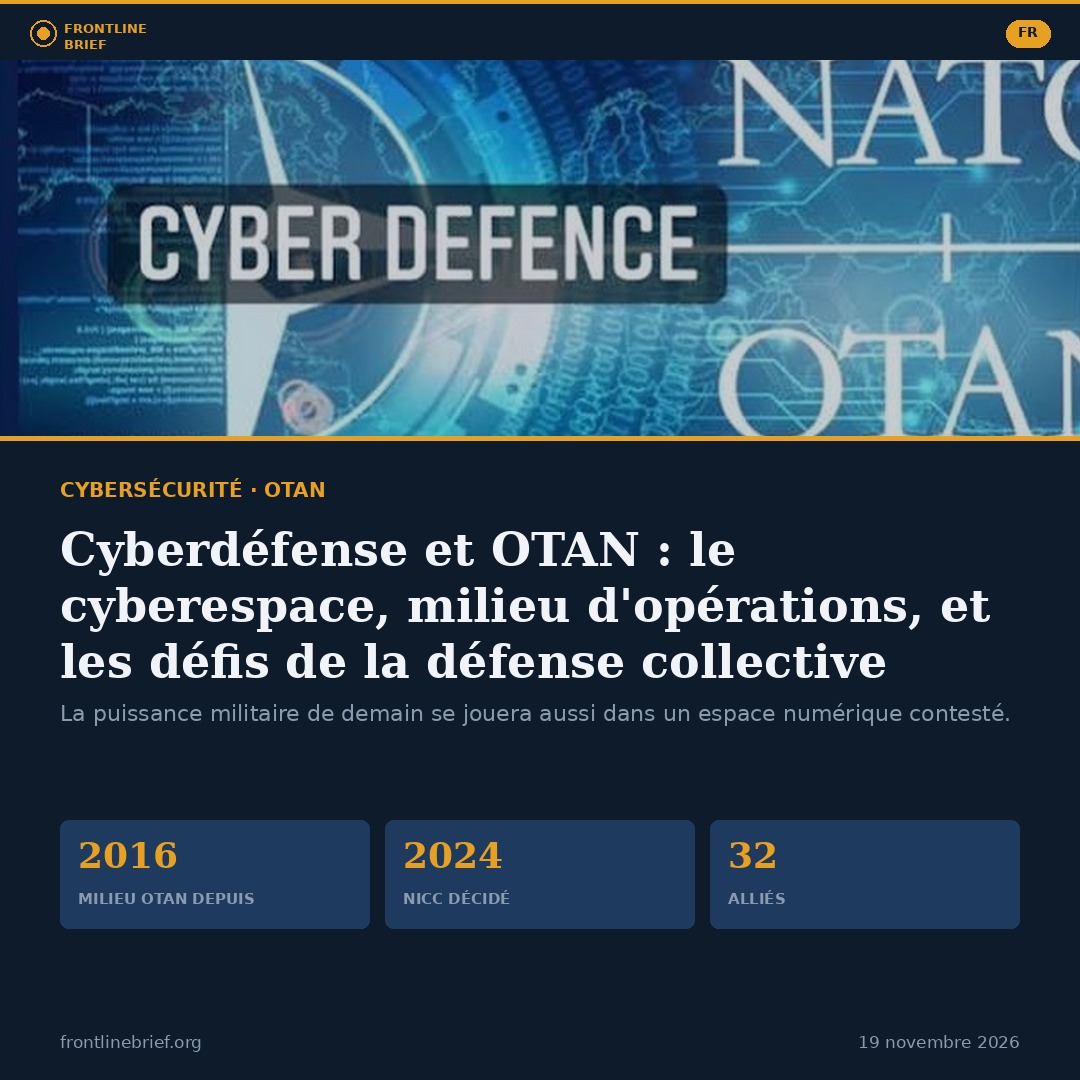 FRONTLINE
BRIEF
FR
NATO
CYBER DEFENCE
OTAN
CYBERSÉCURITÉ · OTAN
Cyberdéfense et OTAN : le
cyberespace, milieu d'opérations, et
les défis de la défense collective
La puissance militaire de demain se jouera aussi dans un espace numérique contesté.
2016
MILIEU OTAN DEPUIS
2024
NICC DÉCIDÉ
32
ALLIÉS
frontlinebrief.org
19 novembre 2026